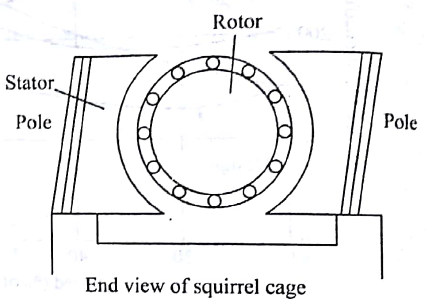 Rotor
Stator
Pole
Pole
End view of squirrel cage